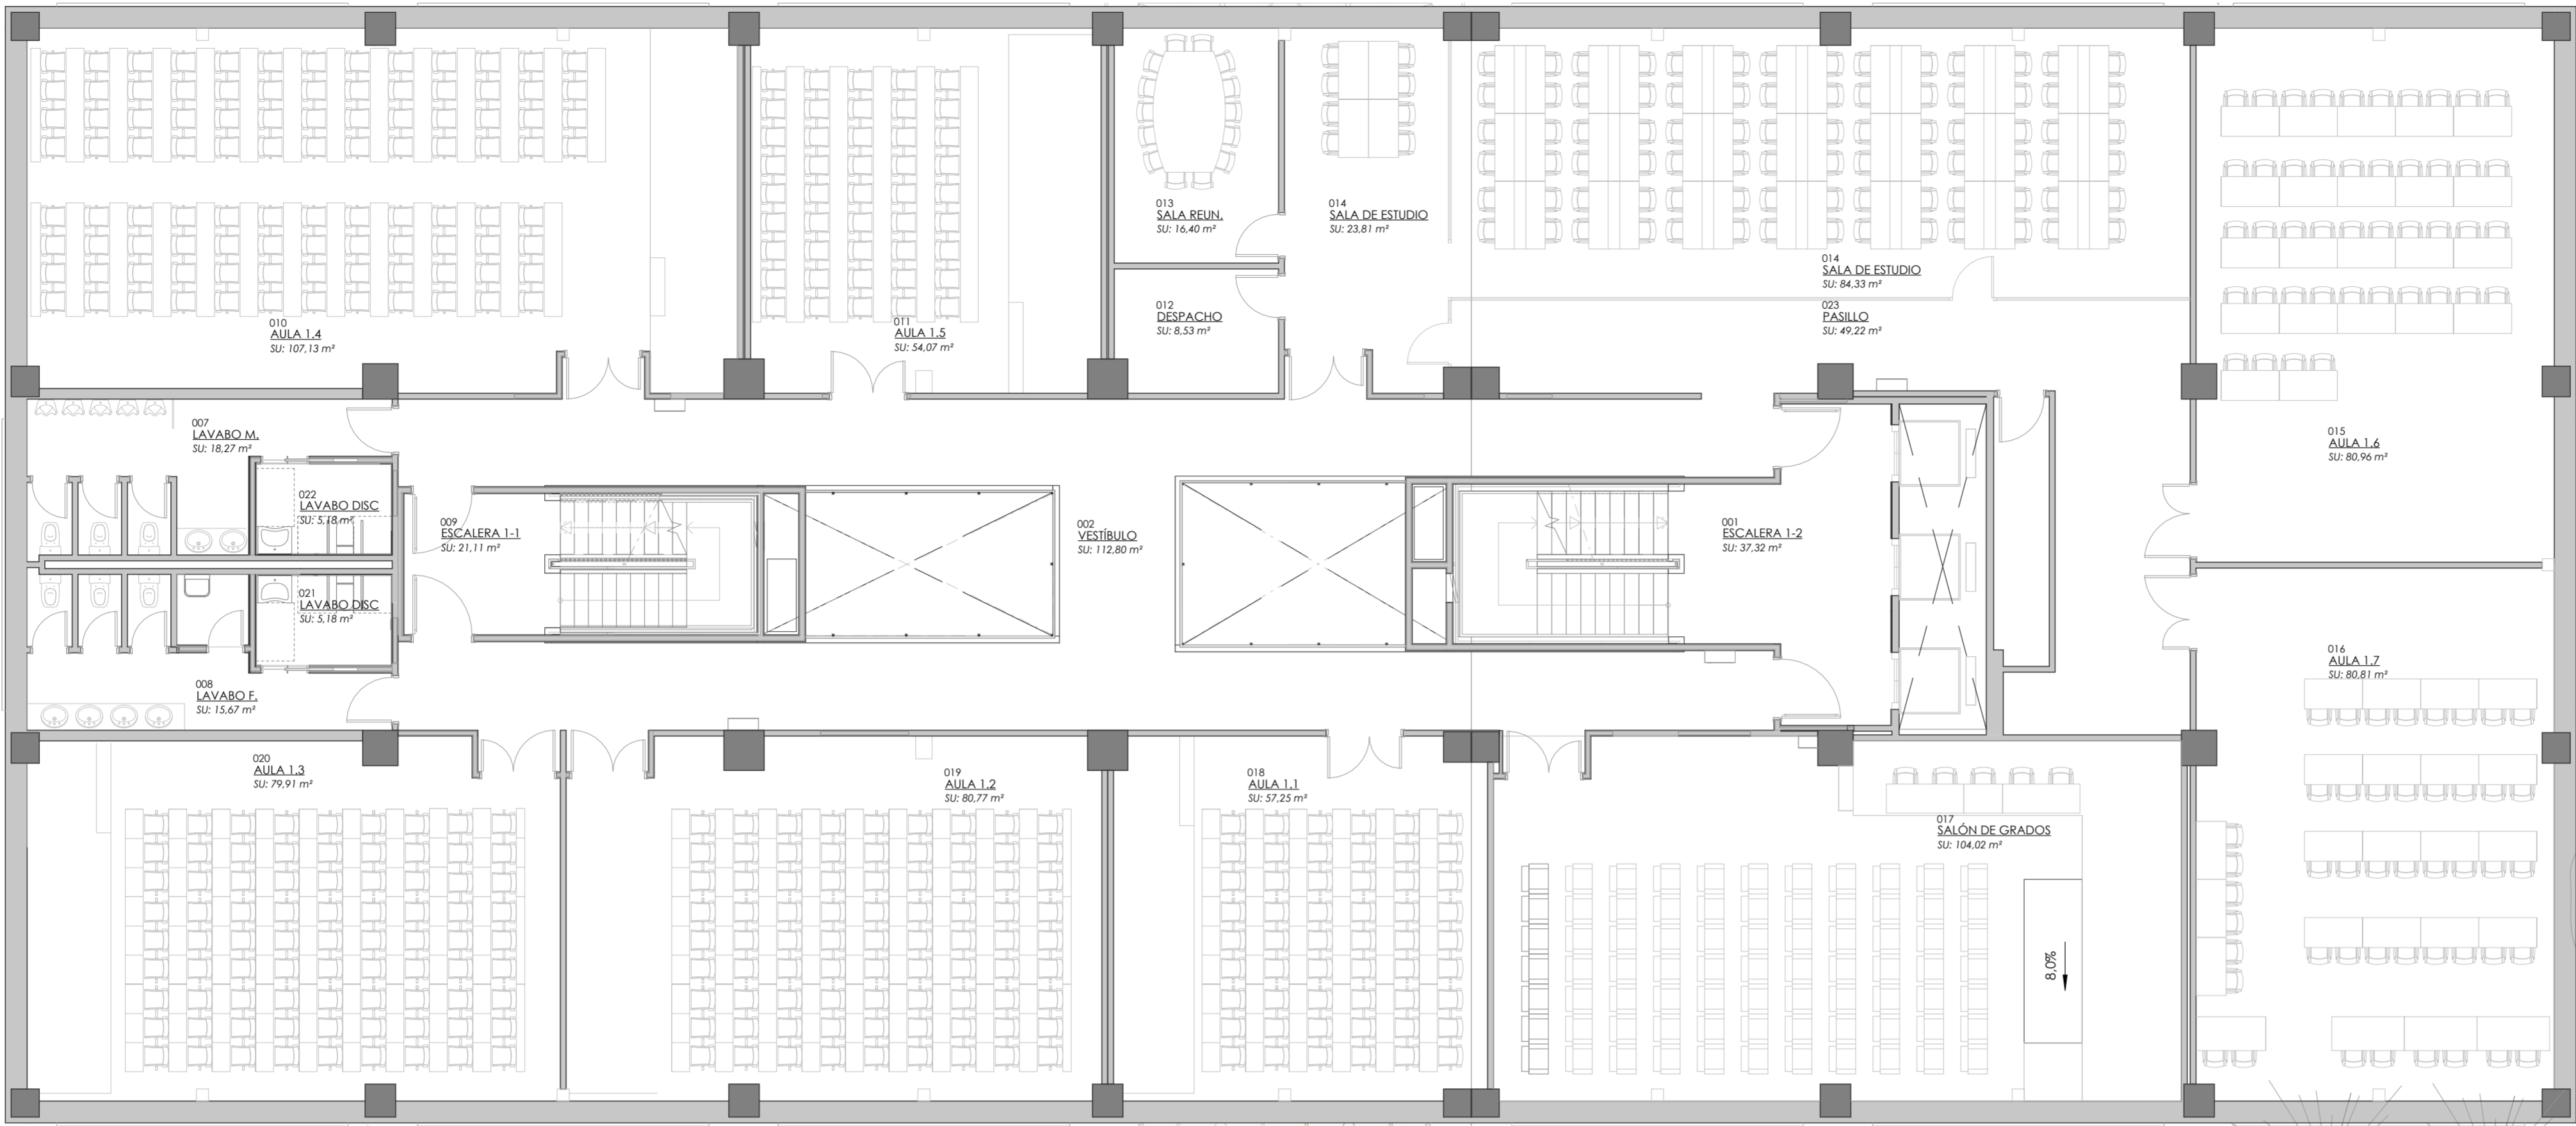 013
SALA REUN.
SU: 16,40 m²
014
SALA DE ESTUDIO
SU: 23,81 m²
014
SALA DE ESTUDIO
SU: 84,33 m²
023
PASILLO
SU: 49,22 m²
012
DESPACHO
SU: 8,53 m²
010
AULA 1.4
SU: 107,13 m²
011
AULA 1.5
SU: 54,07 m²
007
LAVABO M.
SU: 18,27 m²
015
AULA 1.6
SU: 80,96 m²
022
LAVABO DISC
SU: 5,18 m²
009
ESCALERA 1-1
SU: 21,11 m²
002
VESTÍBULO
SU: 112,80 m²
001
ESCALERA 1-2
SU: 37,32 m²
021
LAVABO DISC
SU: 5,18 m²
008
LAVABO F.
SU: 15,67 m²
016
AULA 1.7
SU: 80,81 m²
020
AULA 1.3
SU: 79,91 m²
019
AULA 1.2
SU: 80,77 m²
018
AULA 1.1
SU: 57,25 m²
017
SALÓN DE GRADOS
SU: 104,02 m²
8,0%